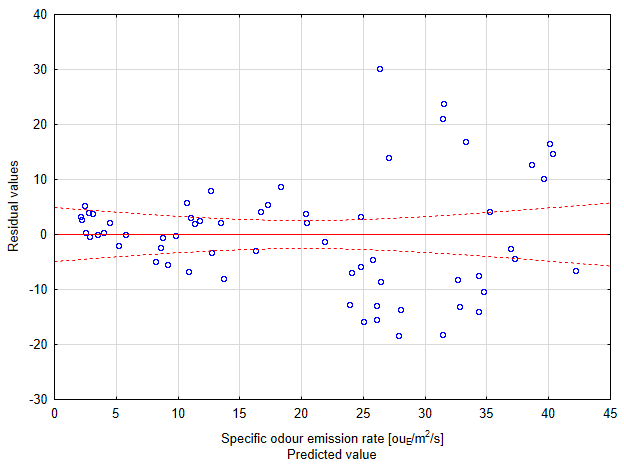 40
30
20
10
0
-10
-20
-30
Residual values
0 5 10 15 20 25 30 35 40 45
Specific odour emission rate [ou_E/m²/s]
Predicted value